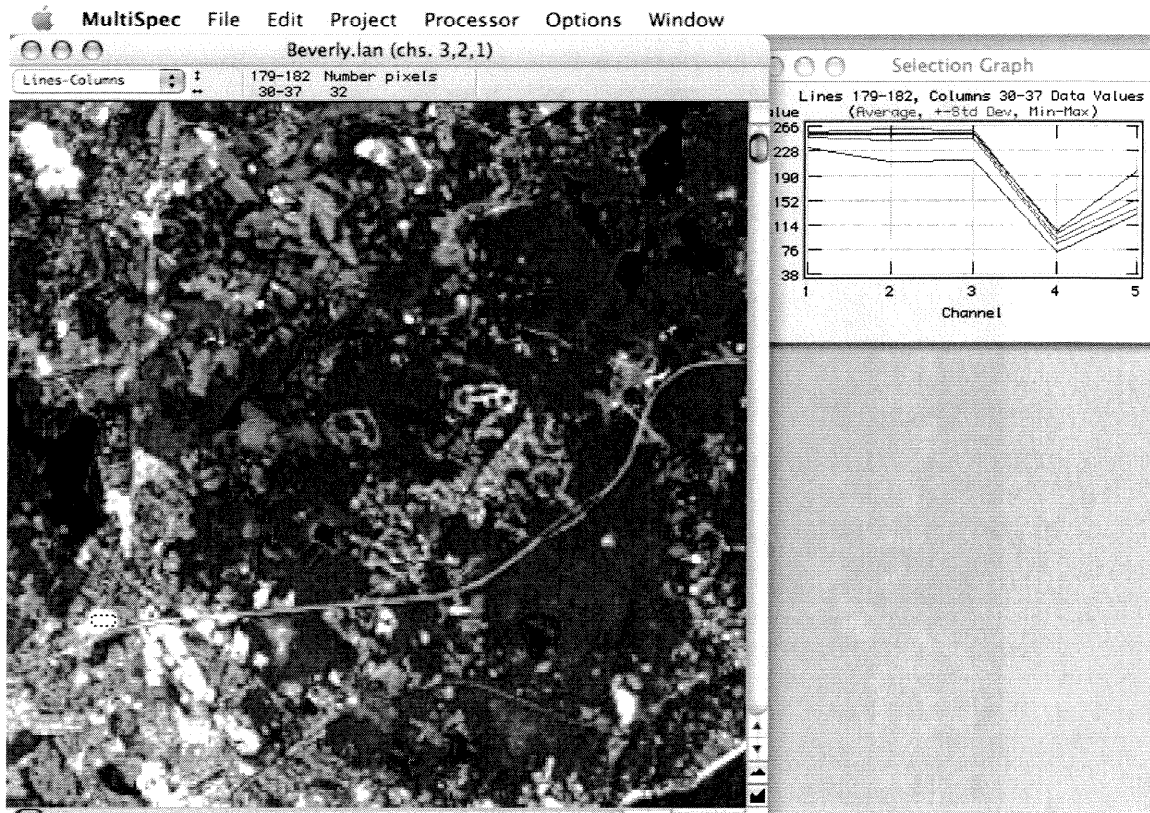 MultiSpec File Edit Project Processor Options Window
Beverly.lan (chs. 3,2,1)
Lines-Columns
179-182 Number pixels
30-37 32
Selection Graph
Lines 179-182, Columns 30-37 Data Values
(Average, +-Std Dev, Min-Max)
alue
266
228
190
152
114
76
38
1 2 3 4 5
Channel